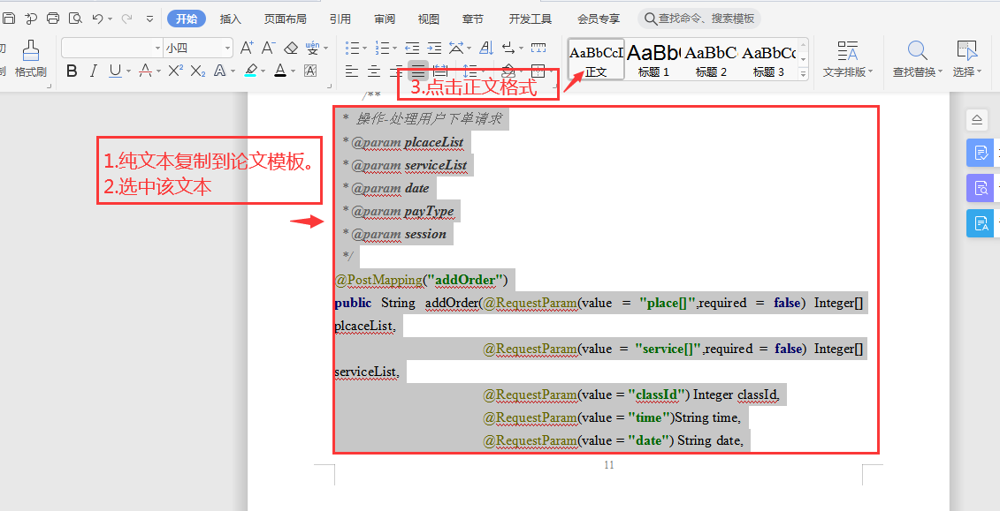 开始 插入 页面布局 引用 审阅 视图 章节 开发工具 会员专享 查找命令、搜索模板
格式刷 小四 B I U A X² X₂ A A A
AaBbCcD AaBb AaBbC AaBbCc
正文 标题 1 标题 2 标题 3 文字排版 查找替换 选择
3.点击正文格式
/**
* 操作-处理用户下单请求
* @param plcaceList
* @param serviceList
* @param date
* @param payType
* @param session
*/
1.纯文本复制到论文模板。
2.选中该文本
@PostMapping("addOrder")
public String addOrder(@RequestParam(value = "place[]",required = false) Integer[]
plcaceList,
@RequestParam(value = "service[]",required = false) Integer[]
serviceList,
@RequestParam(value = "classId") Integer classId,
@RequestParam(value = "time")String time,
@RequestParam(value = "date") String date,
11